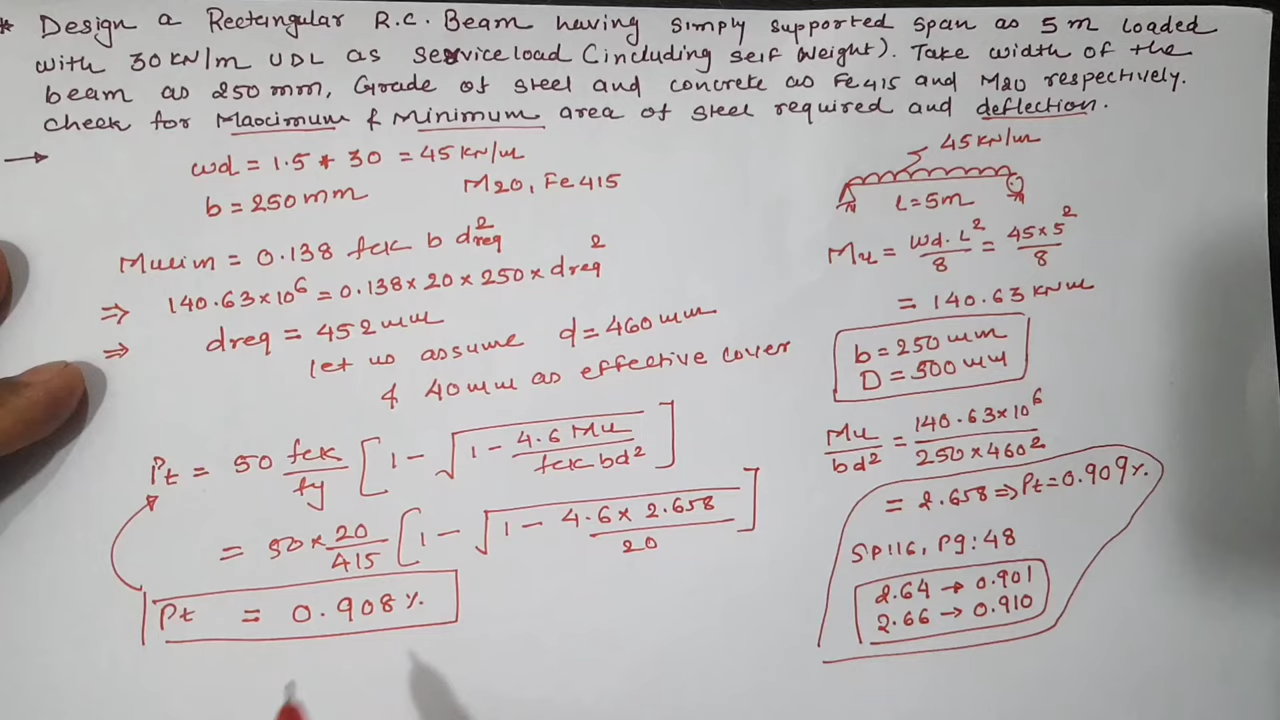 * Design a Rectangular R.C. Beam having simply supported span as 5m loaded
with 30 KN/m UDL as service load (including self weight). Take width of the
beam as 250 mm, Grade of steel and concrete as Fe415 and M20 respectively.
Check for Maximum & Minimum area of steel required and deflection.
→ wd = 1.5 * 30 = 45 KN/m
b = 250 mm M20, Fe415
Mulim = 0.138 fck b dreq²
⇒ 140.63×10⁶ = 0.138×20×250×dreq²
⇒ dreq = 452 mm
let us assume d = 460 mm
& 40 mm as effective cover
Pt = 50 fck/fy [1 - √(1 - 4.6 Mu/fck bd²)]
= 50 × 20/415 [1 - √(1 - 4.6 × 2.658/20)]
Pt = 0.908 %
45 KN/m
L = 5m
Mu = wd.L²/8 = 45×5²/8
= 140.63 KNm
b = 250 mm
D = 500 mm
Mu/bd² = 140.63×10⁶/250×460²
= 2.658 ⇒ Pt = 0.909 %
SP:16, Pg: 48
2.64 → 0.901
2.66 → 0.910